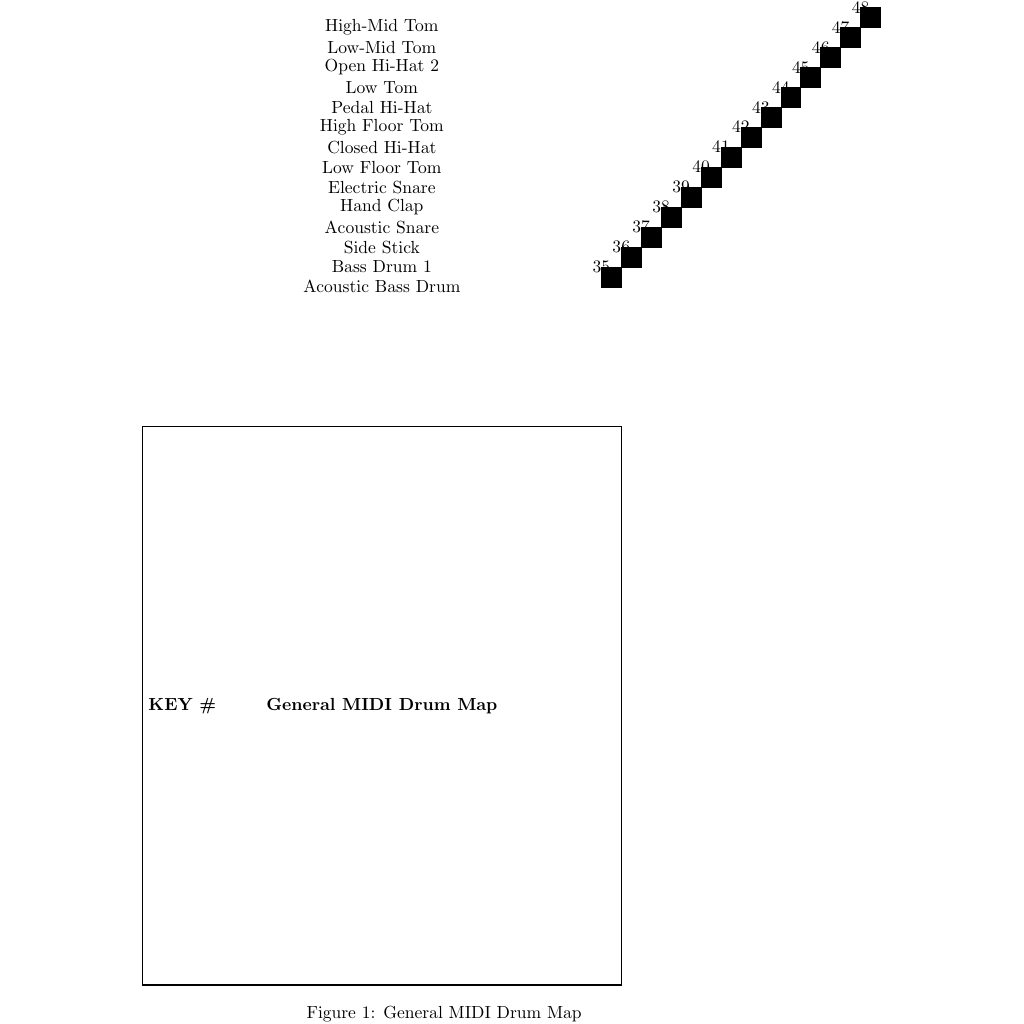 48
High-Mid Tom
47
Low-Mid Tom
46
Open Hi-Hat 2
45
Low Tom
44
Pedal Hi-Hat
43
High Floor Tom
42
Closed Hi-Hat
41
Low Floor Tom
40
Electric Snare
39
Hand Clap
38
Acoustic Snare
37
Side Stick
36
Bass Drum 1
35
Acoustic Bass Drum
KEY # General MIDI Drum Map
Figure 1: General MIDI Drum Map